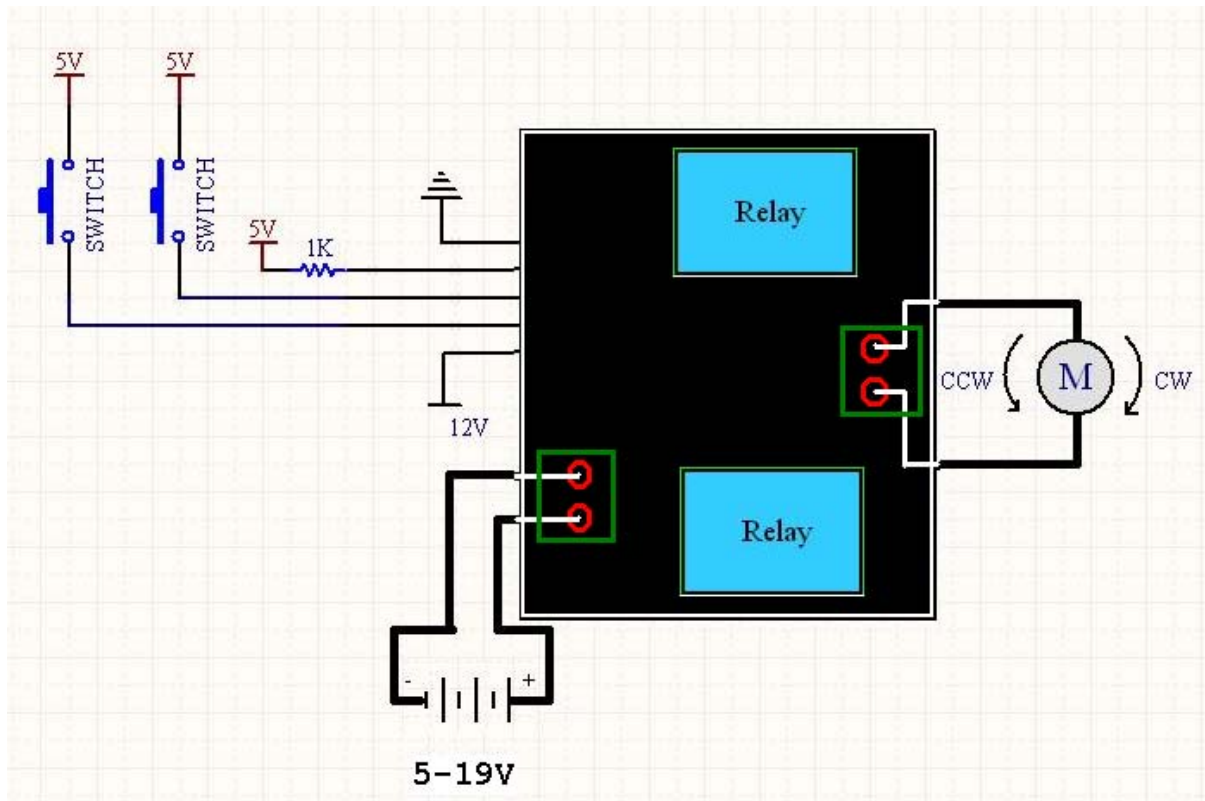 5V
5V
SWITCH
SWITCH
5V
1K
Relay
CCW
M
CW
12V
Relay
-
+
5-19V